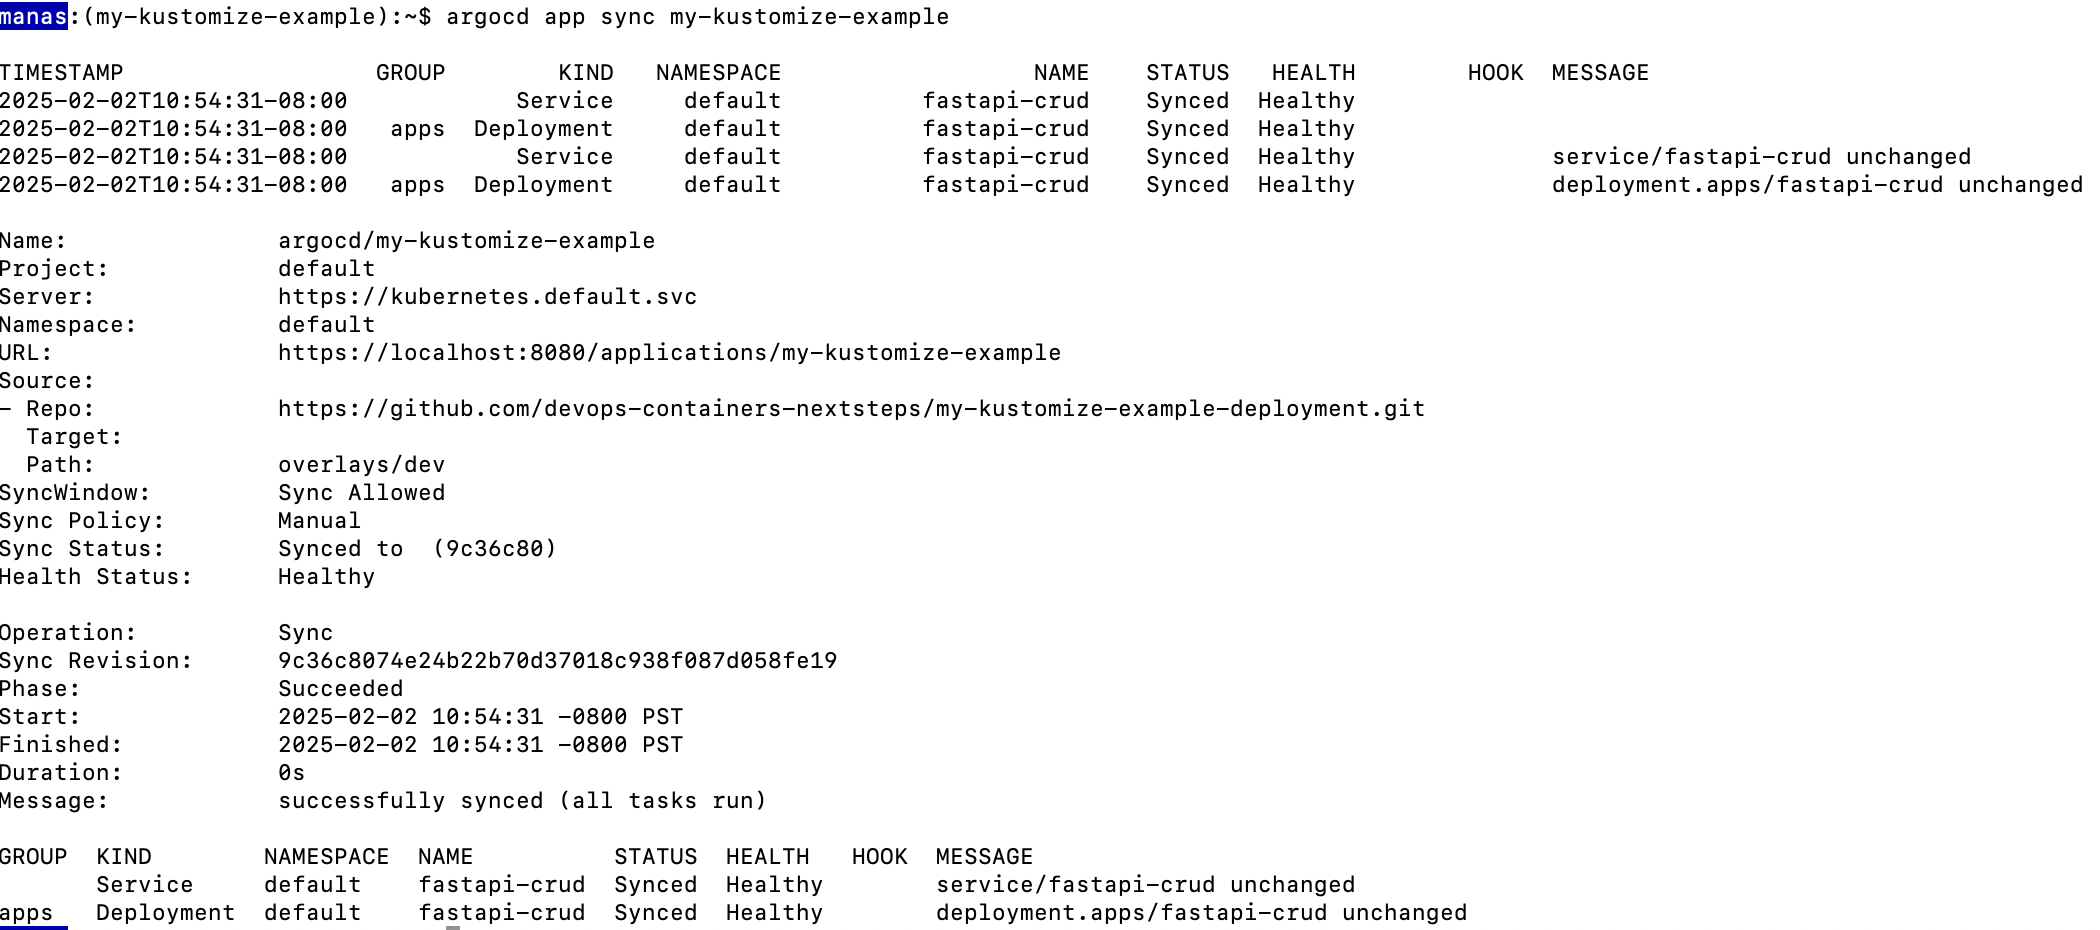 manas:(my-kustomize-example):~$ argocd app sync my-kustomize-example
TIMESTAMP                  GROUP        KIND   NAMESPACE                  NAME    STATUS   HEALTH        HOOK  MESSAGE
2025-02-02T10:54:31-08:00            Service     default          fastapi-crud    Synced  Healthy
2025-02-02T10:54:31-08:00   apps  Deployment     default          fastapi-crud    Synced  Healthy
2025-02-02T10:54:31-08:00            Service     default          fastapi-crud    Synced  Healthy              service/fastapi-crud unchanged
2025-02-02T10:54:31-08:00   apps  Deployment     default          fastapi-crud    Synced  Healthy              deployment.apps/fastapi-crud unchanged
Name:               argocd/my-kustomize-example
Project:            default
Server:             https://kubernetes.default.svc
Namespace:          default
URL:                https://localhost:8080/applications/my-kustomize-example
Source:
- Repo:             https://github.com/devops-containers-nextsteps/my-kustomize-example-deployment.git
  Target:
  Path:             overlays/dev
SyncWindow:         Sync Allowed
Sync Policy:        Manual
Sync Status:        Synced to  (9c36c80)
Health Status:      Healthy
Operation:          Sync
Sync Revision:      9c36c8074e24b22b70d37018c938f087d058fe19
Phase:              Succeeded
Start:              2025-02-02 10:54:31 -0800 PST
Finished:           2025-02-02 10:54:31 -0800 PST
Duration:           0s
Message:            successfully synced (all tasks run)
GROUP  KIND        NAMESPACE  NAME          STATUS  HEALTH   HOOK  MESSAGE
       Service     default    fastapi-crud  Synced  Healthy        service/fastapi-crud unchanged
apps   Deployment  default    fastapi-crud  Synced  Healthy        deployment.apps/fastapi-crud unchanged